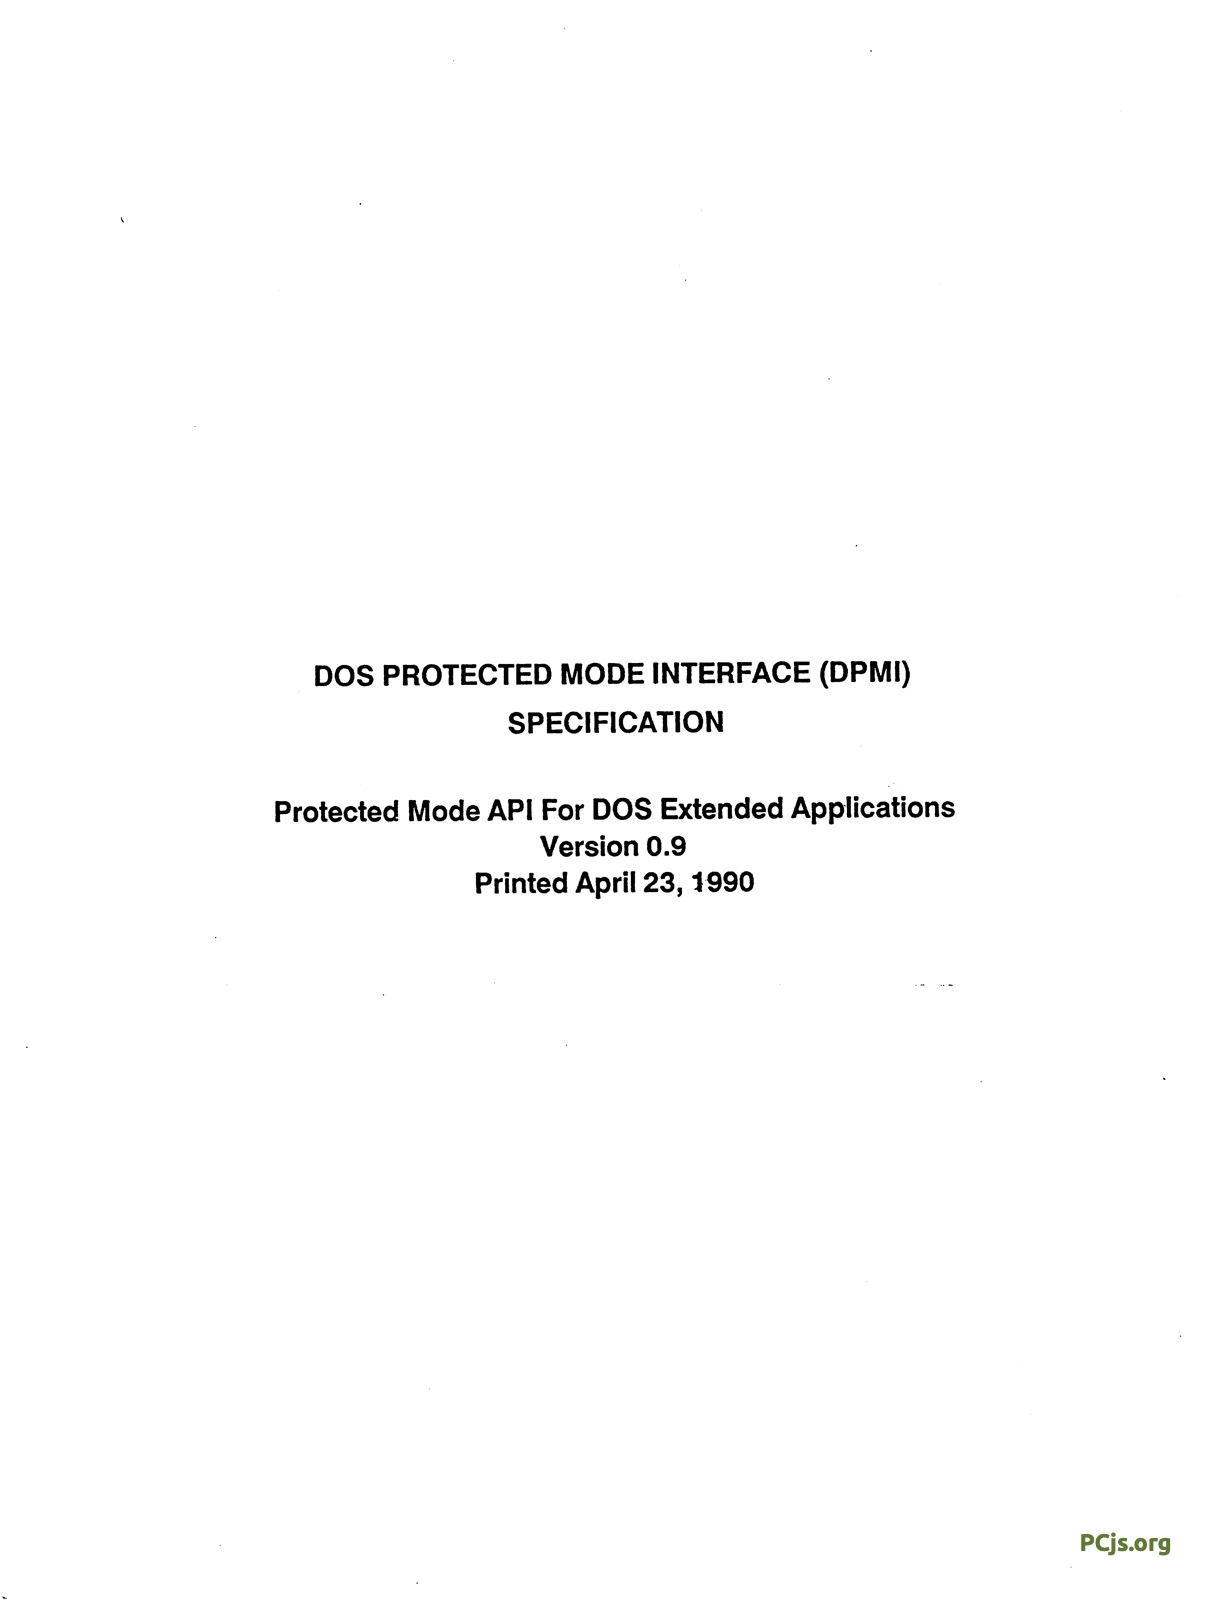 DOS PROTECTED MODE INTERFACE (DPMI)
SPECIFICATION
Protected Mode API For DOS Extended Applications
Version 0.9
Printed April 23, 1990
PCjs.org